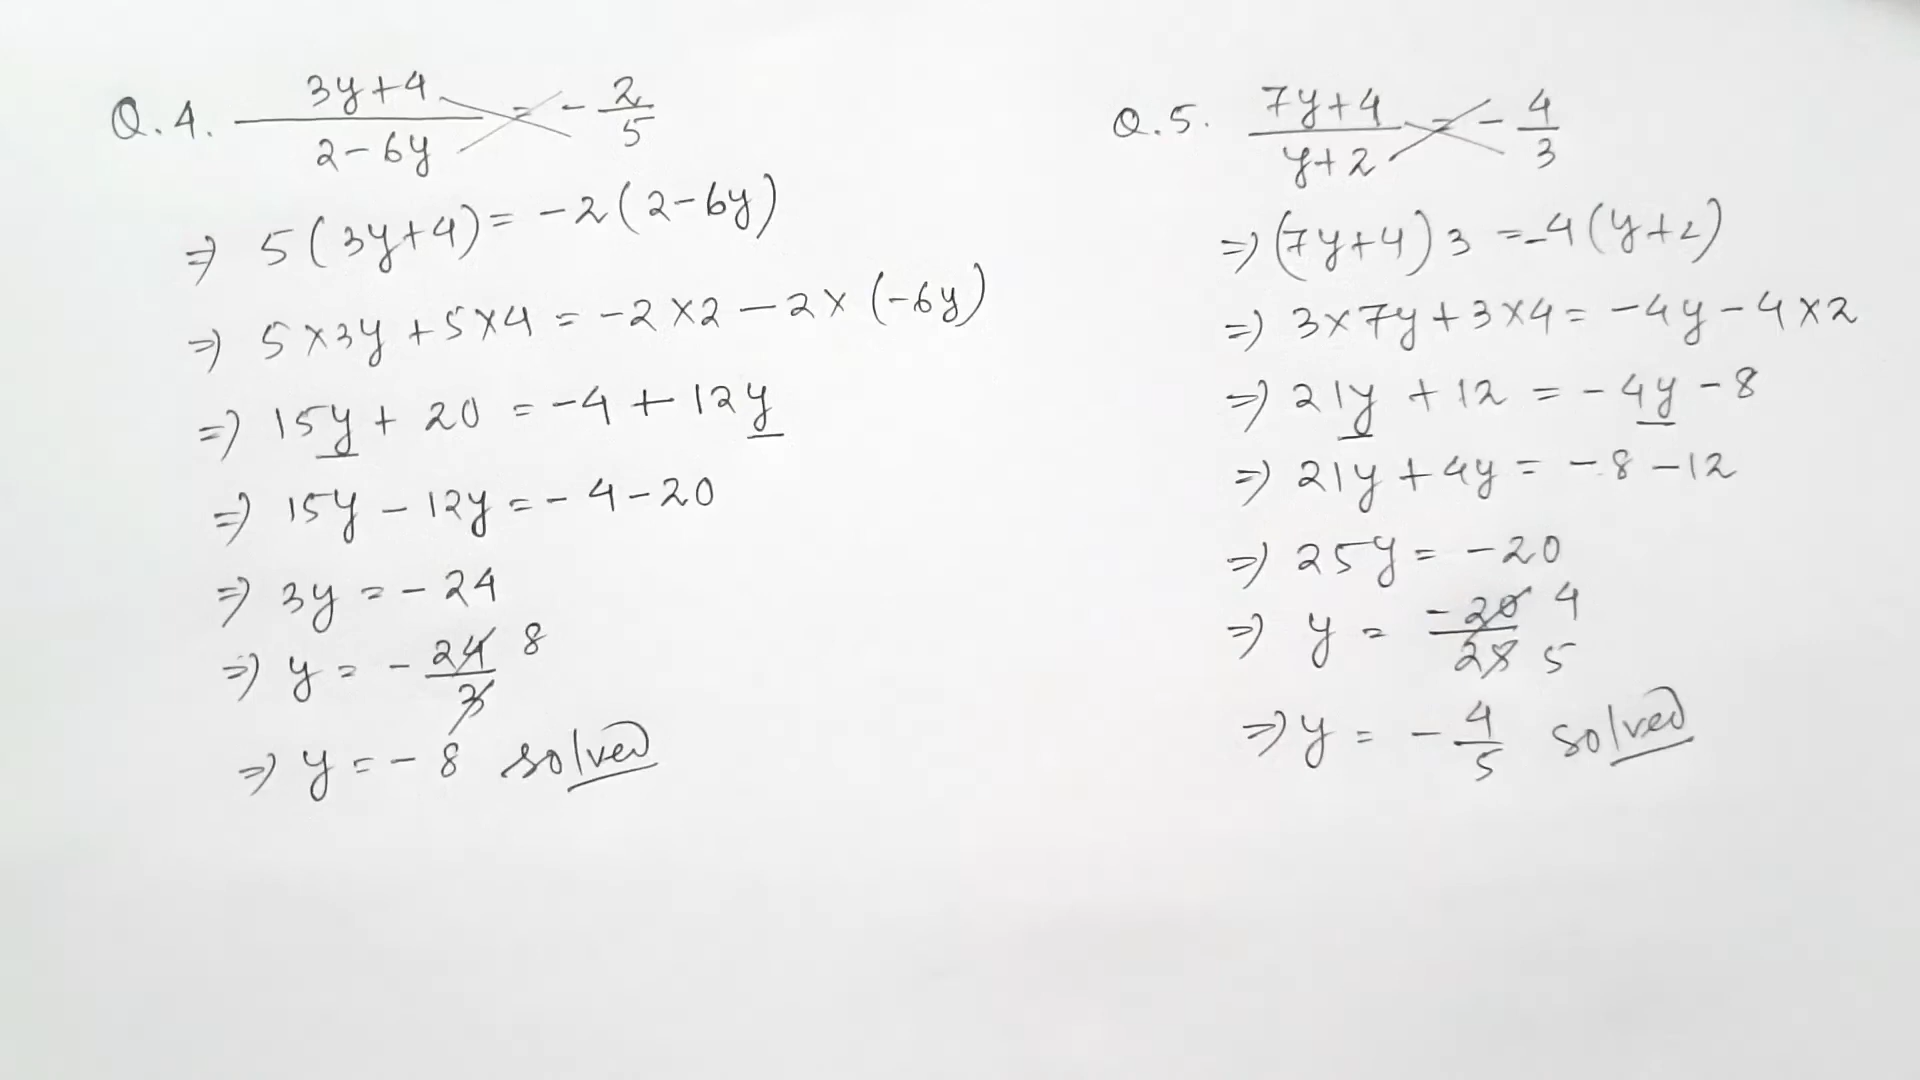 Q.4. (3y+4)/(2-6y) = -2/5
⇒ 5(3y+4) = -2(2-6y)
⇒ 5×3y + 5×4 = -2×2 - 2×(-6y)
⇒ 15y + 20 = -4 + 12y
⇒ 15y - 12y = -4-20
⇒ 3y = -24
⇒ y = -24/3 8
⇒ y = -8 solved
Q.5. (7y+4)/(y+2) = -4/3
⇒ (7y+4)3 = -4(y+2)
⇒ 3×7y+3×4 = -4y-4×2
⇒ 21y + 12 = -4y - 8
⇒ 21y + 4y = -8-12
⇒ 25y = -20
⇒ y = -20/25 4/5
⇒ y = -4/5 solved